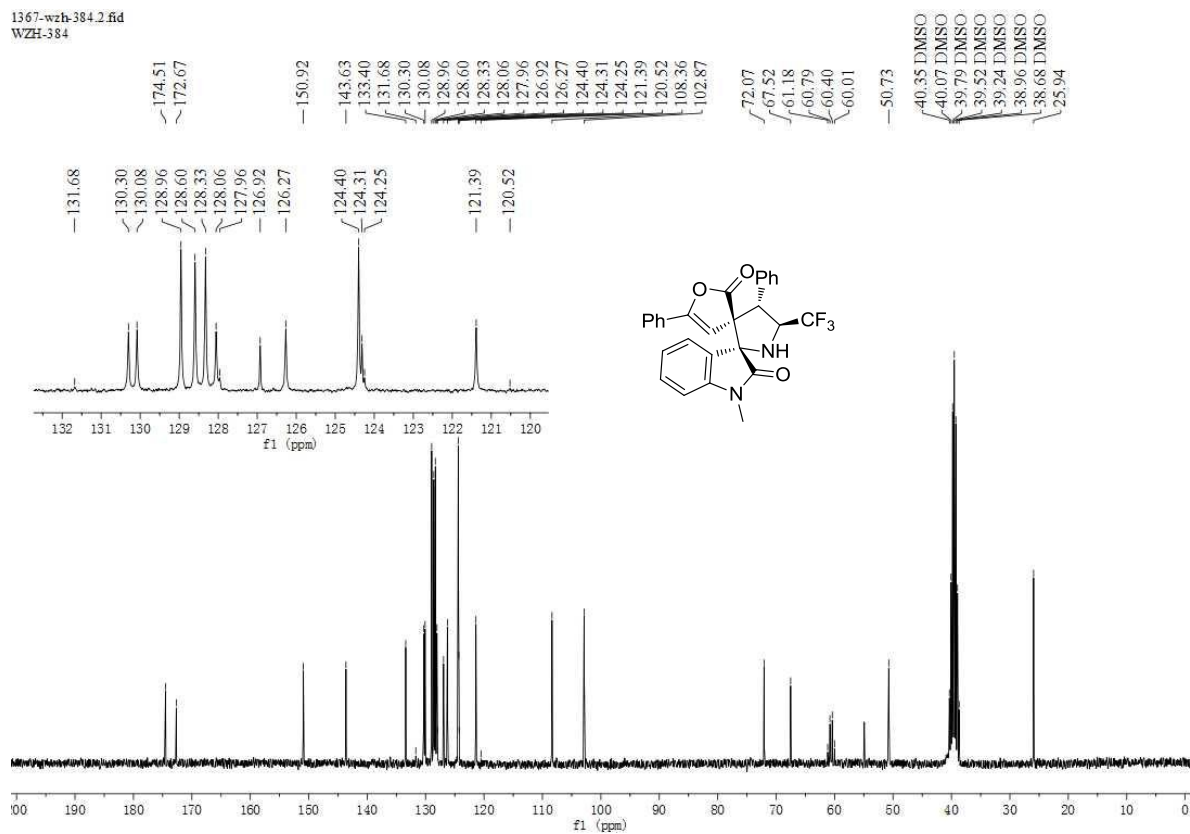 1367-wzh-384.2.fid
WZH-384
174.51
172.67
150.92
143.63
133.40
131.68
130.30
130.08
128.96
128.60
128.33
128.06
127.96
126.92
126.27
124.40
124.31
124.25
121.39
120.52
108.36
102.87
72.07
67.52
61.18
60.79
60.40
60.01
50.73
40.35 DMSO
40.07 DMSO
39.79 DMSO
39.52 DMSO
39.24 DMSO
38.96 DMSO
38.68 DMSO
25.94
131.68
130.30
130.08
128.96
128.60
128.33
128.06
127.96
126.92
126.27
124.40
124.31
124.25
121.39
120.52
132 131 130 129 128 127 126 125 124 123 122 121 120
f1 (ppm)
O
O
Ph
Ph
CF3
NH
O
N
200 190 180 170 160 150 140 130 120 110 100 90 80 70 60 50 40 30 20 10 0
f1 (ppm)